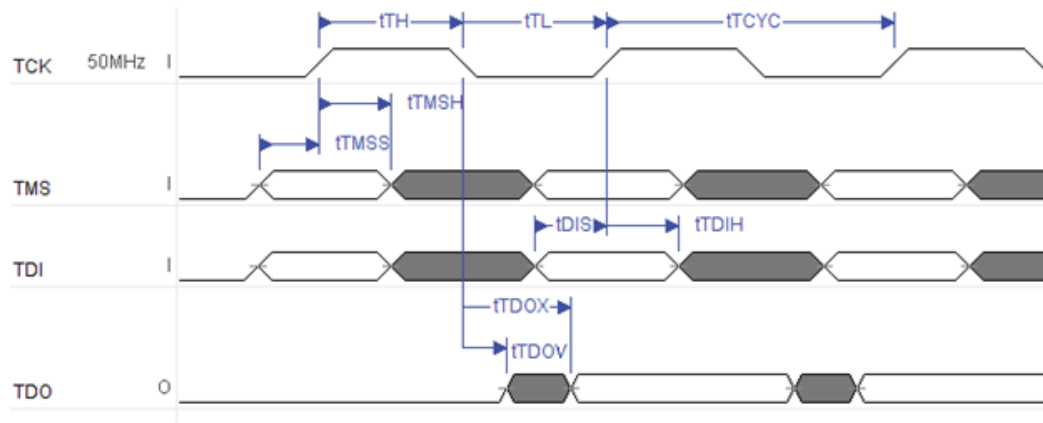 tTH tTL tTCYC
TCK 50MHz I
tTMSH
tTMSS
TMS I
tDIS tTDIH
TDI I
tTDOX
tTDOV
TDO O